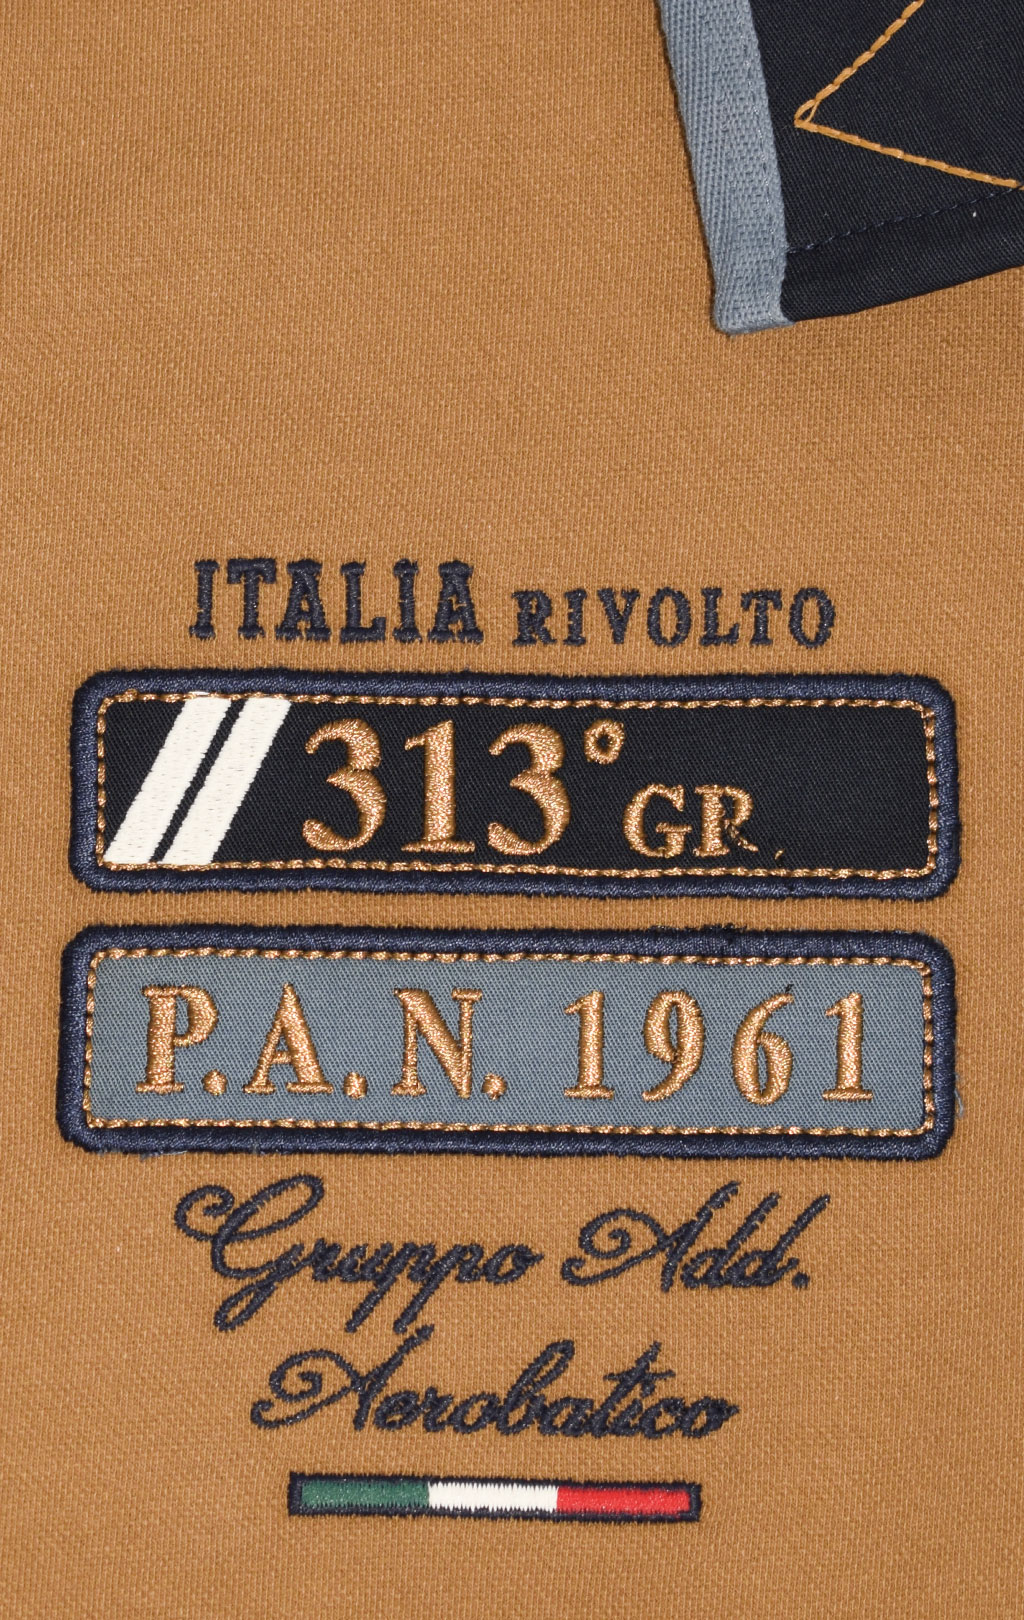 ITALIA RIVOLTO
313° GR.
P.A.N. 1961
Gruppo Add.
Aerobatico